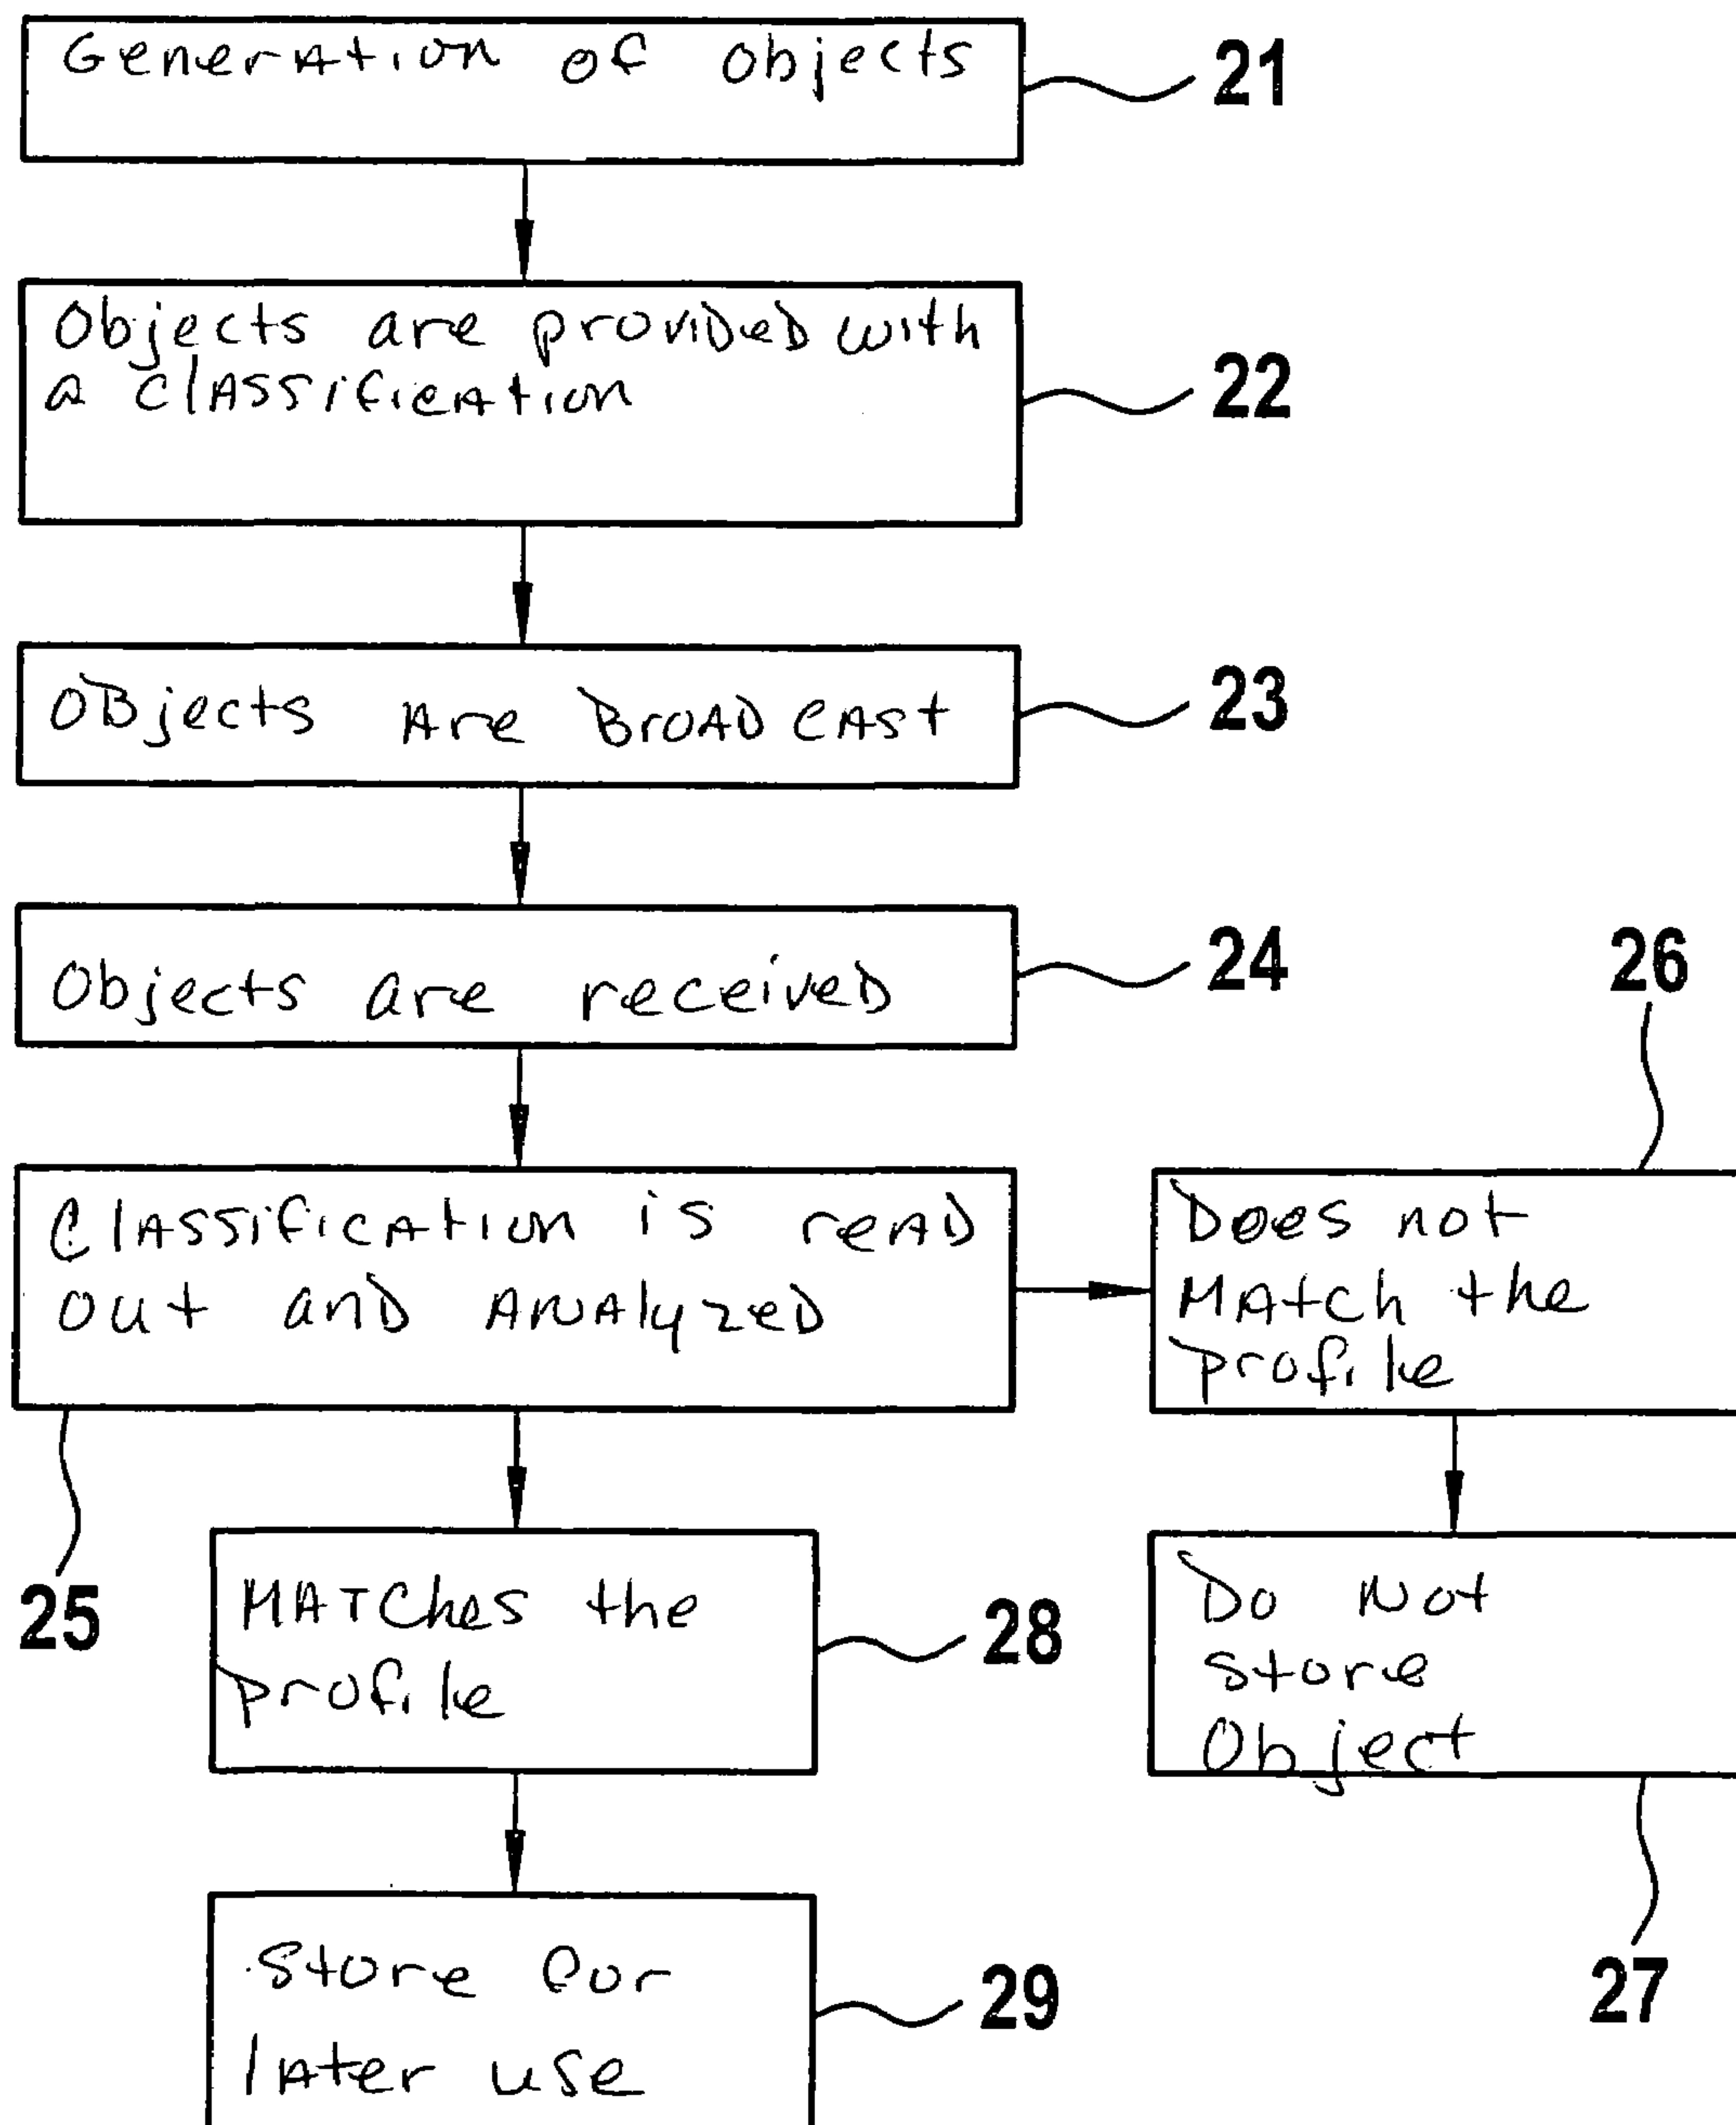 Generation of objects
21
Objects are provided with
a classification
22
Objects are Broadcast
23
Objects are received
24
26
Classification is read
out and Analyzed
Does not
Match the
profile
25
Matches the
profile
28
Do Not
store
Object
Store for
later use
29
27